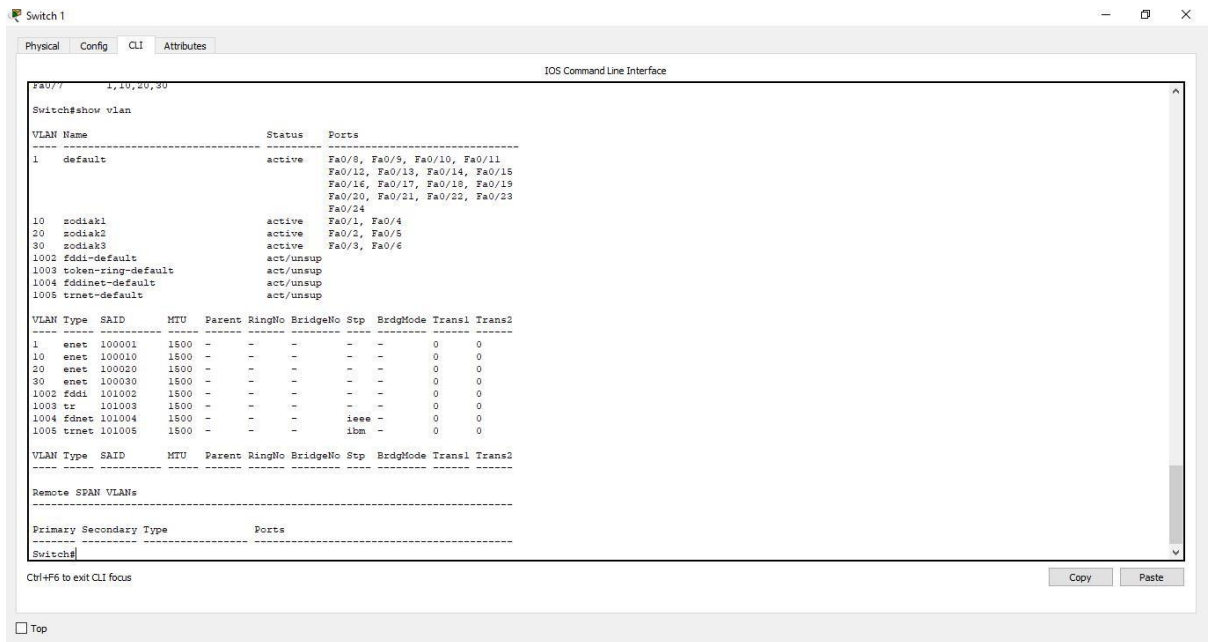 Switch 1
Physical Config CLI Attributes
IOS Command Line Interface
Fa0/7 1,10,20,30
Switch#show vlan
VLAN Name Status Ports
---- -------------------------------- --------- -------------------------------
1 default active Fa0/8, Fa0/9, Fa0/10, Fa0/11
Fa0/12, Fa0/13, Fa0/14, Fa0/15
Fa0/16, Fa0/17, Fa0/18, Fa0/19
Fa0/20, Fa0/21, Fa0/22, Fa0/23
Fa0/24
10 zodiak1 active Fa0/1, Fa0/4
20 zodiak2 active Fa0/2, Fa0/5
30 zodiak3 active Fa0/3, Fa0/6
1002 fddi-default act/unsup
1003 token-ring-default act/unsup
1004 fddinet-default act/unsup
1005 trnet-default act/unsup
VLAN Type SAID MTU Parent RingNo BridgeNo Stp BrdgMode Trans1 Trans2
---- ----- ---------- ----- ------ ------ -------- ---- -------- ------ ------
1 enet 100001 1500 - - - - - 0 0
10 enet 100010 1500 - - - - - 0 0
20 enet 100020 1500 - - - - - 0 0
30 enet 100030 1500 - - - - - 0 0
1002 fddi 101002 1500 - - - - - 0 0
1003 tr 101003 1500 - - - - - 0 0
1004 fdnet 101004 1500 - - - ieee - 0 0
1005 trnet 101005 1500 - - - ibm - 0 0
VLAN Type SAID MTU Parent RingNo BridgeNo Stp BrdgMode Trans1 Trans2
---- ----- ---------- ----- ------ ------ -------- ---- -------- ------ ------
Remote SPAN VLANs
------------------------------------------------------------------------------
Primary Secondary Type Ports
------- --------- ----------------- ------------------------------------------
Switch#
Ctrl+F6 to exit CLI focus
Copy Paste
Top